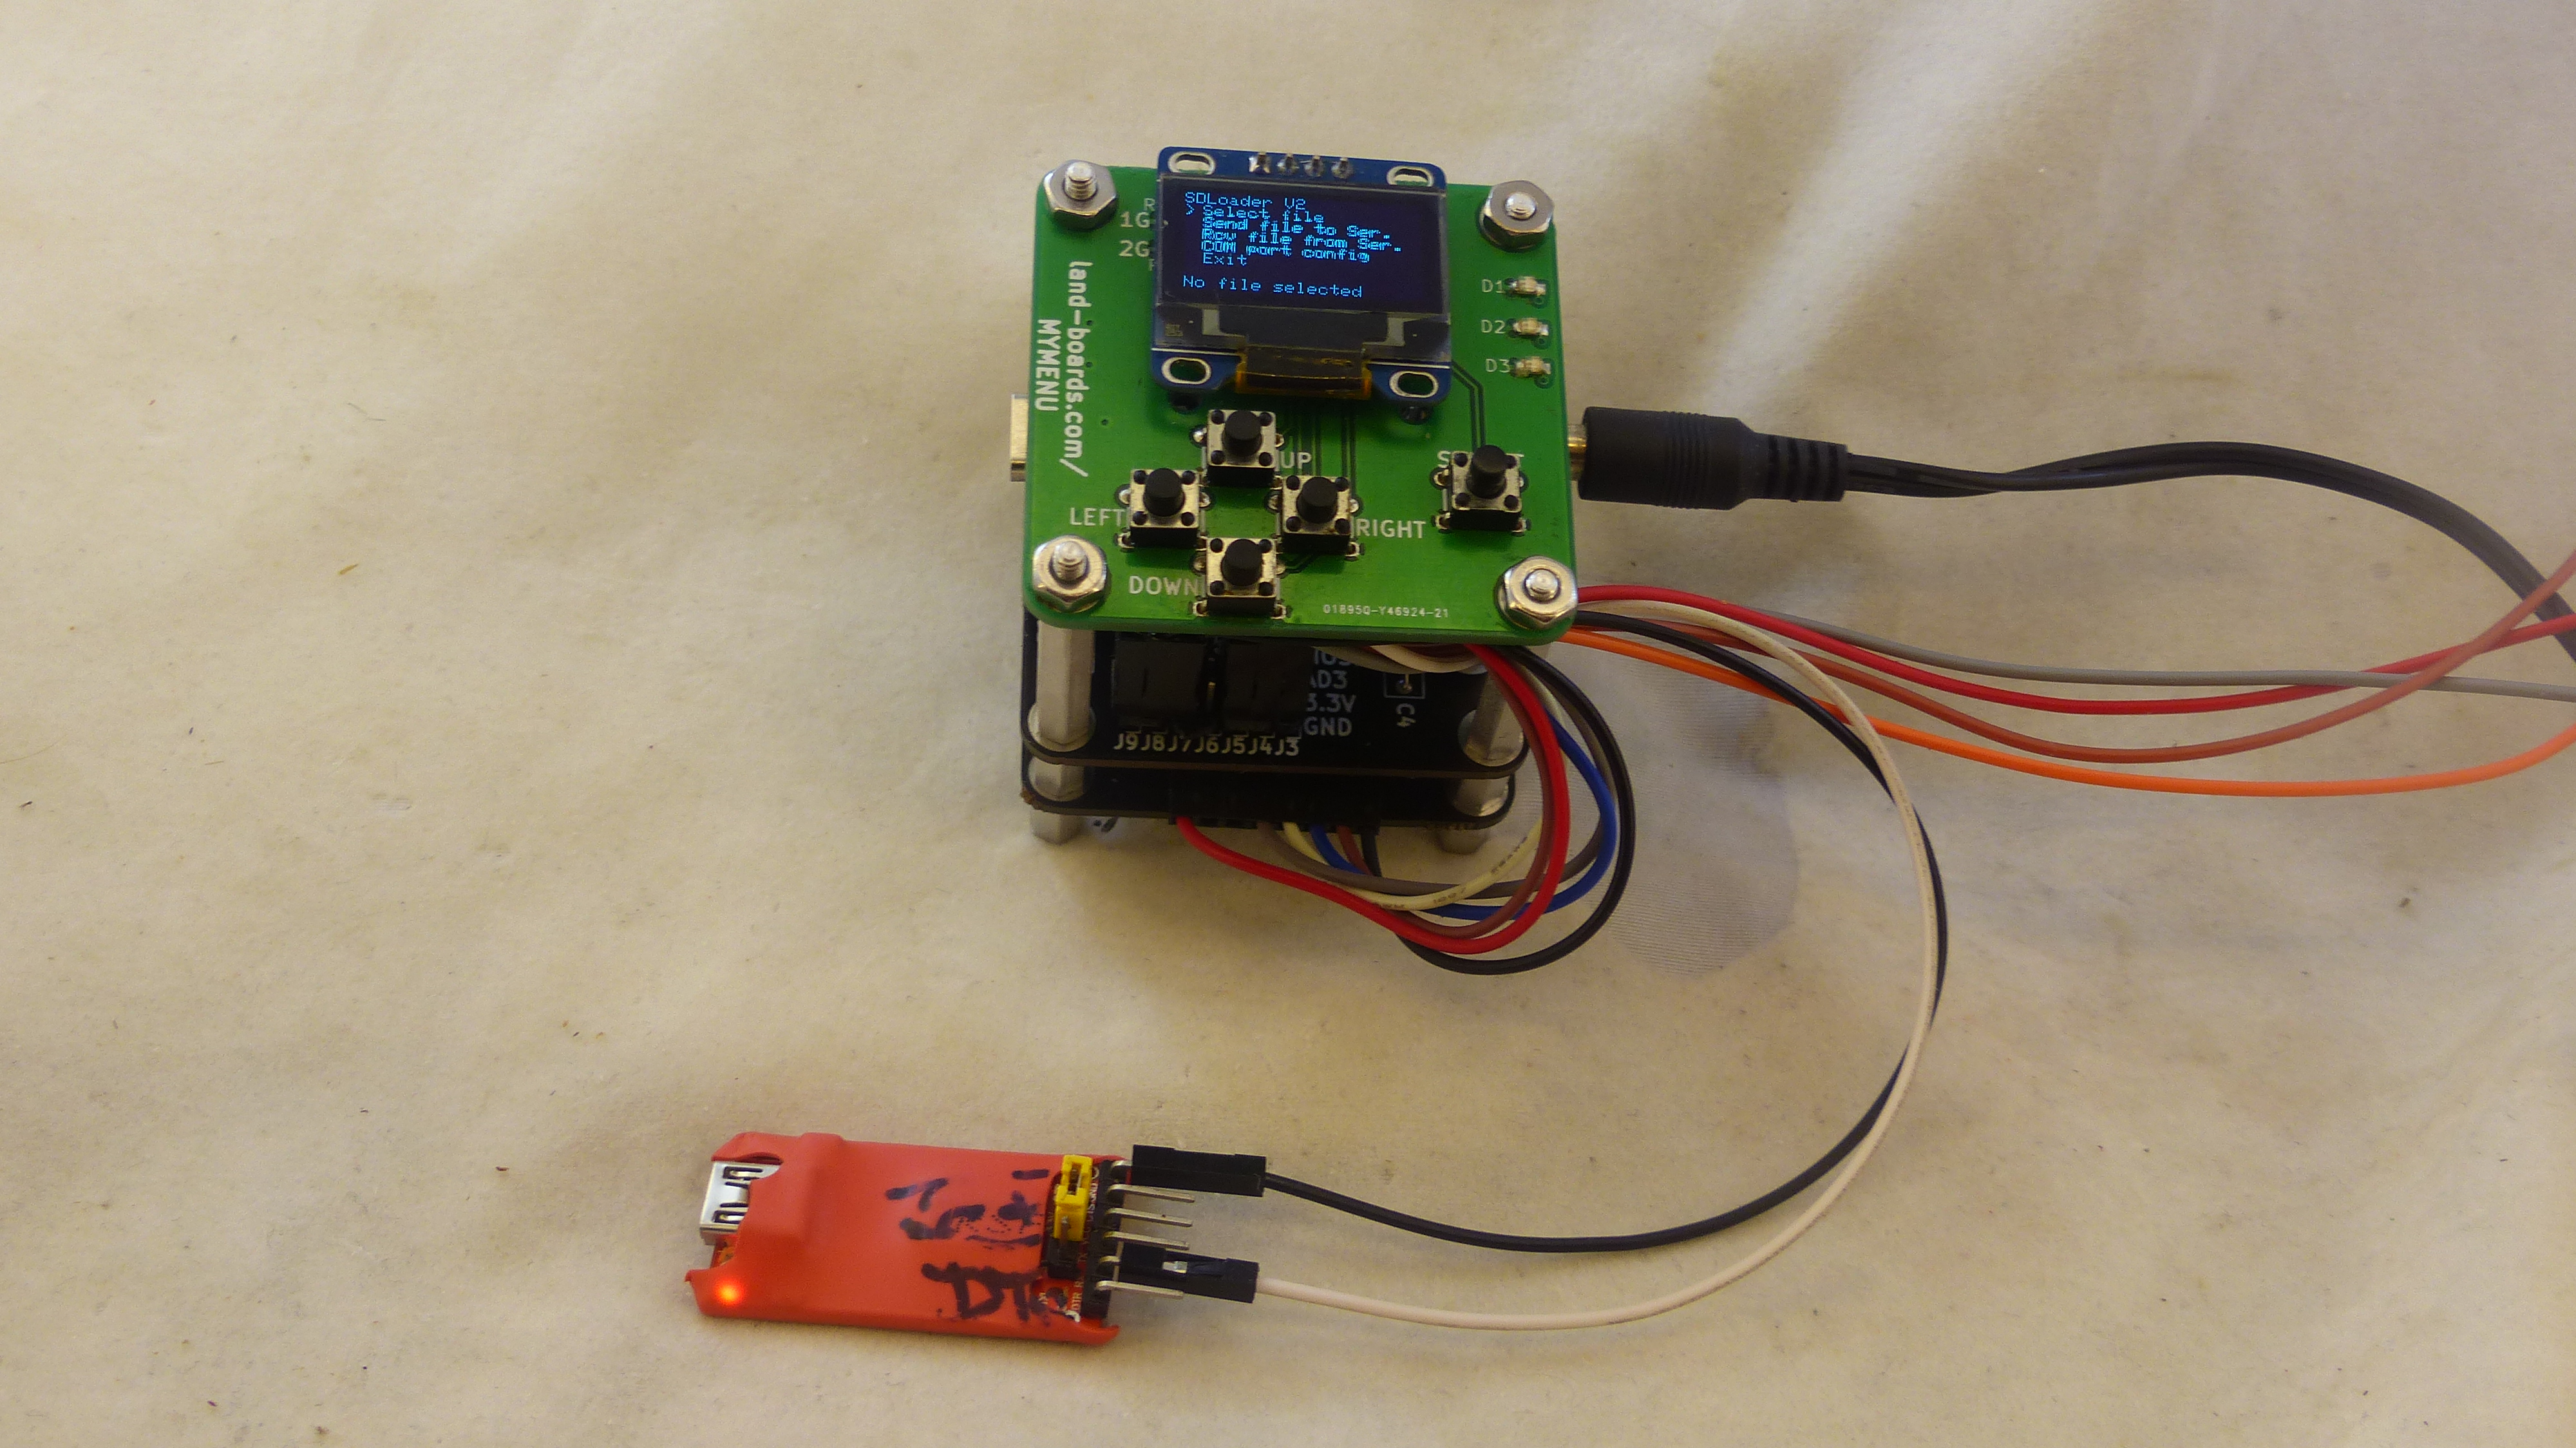 SDLoader V2
> Select file
Send file to Ser.
Rcv file from Ser.
COM port config
Exit
No file selected
1G
2G
land-boards.com/
MYMENU
D1
D2
D3
UP
LEFT
RIGHT
DOWN
01895Q-Y46924-21
AD3
3.3V
GND
C4
J9J8J7J6J5J4J3
DTR